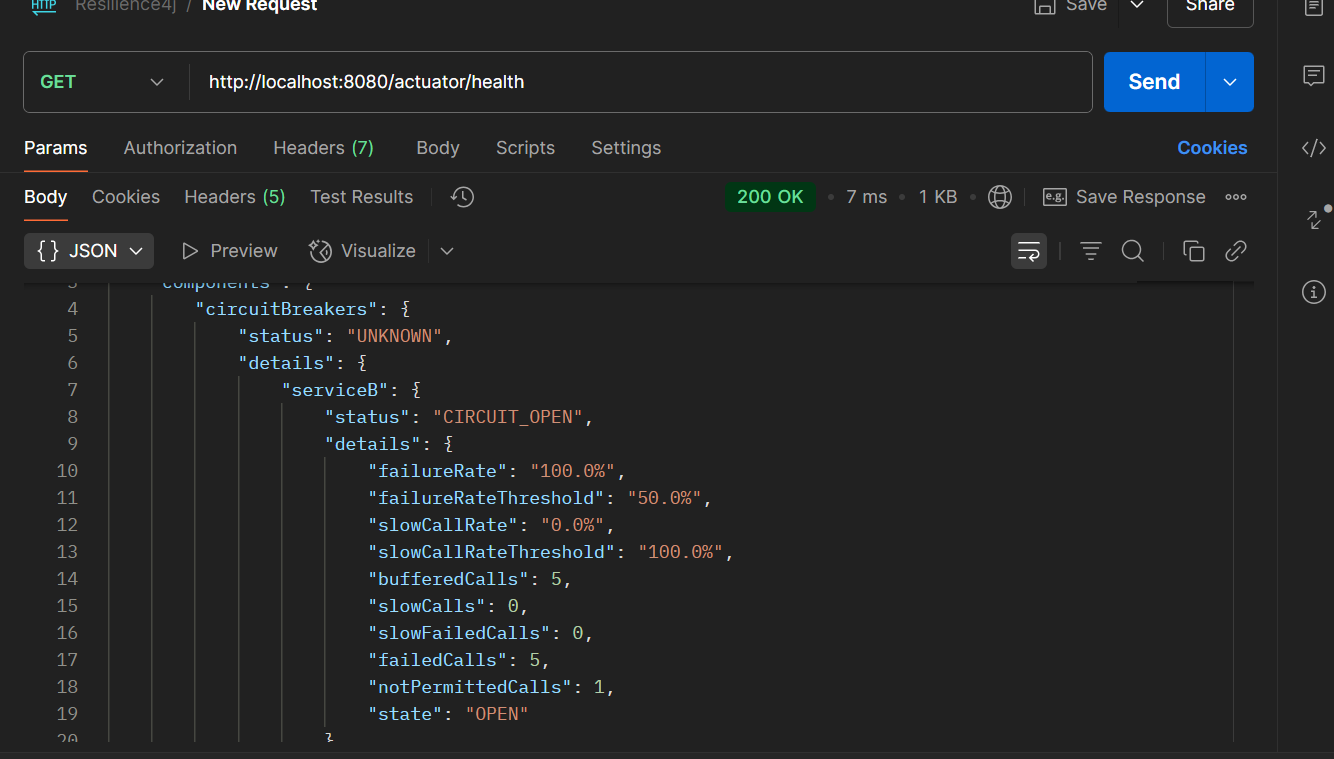 HTTP Resilience4j / New Request Save Share
GET http://localhost:8080/actuator/health Send
Params Authorization Headers (7) Body Scripts Settings Cookies
Body Cookies Headers (5) Test Results 200 OK • 7 ms • 1 KB • e.g. Save Response
{} JSON Preview Visualize
3 "components": {
4 "circuitBreakers": {
5 "status": "UNKNOWN",
6 "details": {
7 "serviceB": {
8 "status": "CIRCUIT_OPEN",
9 "details": {
10 "failureRate": "100.0%",
11 "failureRateThreshold": "50.0%",
12 "slowCallRate": "0.0%",
13 "slowCallRateThreshold": "100.0%",
14 "bufferedCalls": 5,
15 "slowCalls": 0,
16 "slowFailedCalls": 0,
17 "failedCalls": 5,
18 "notPermittedCalls": 1,
19 "state": "OPEN"
20 }